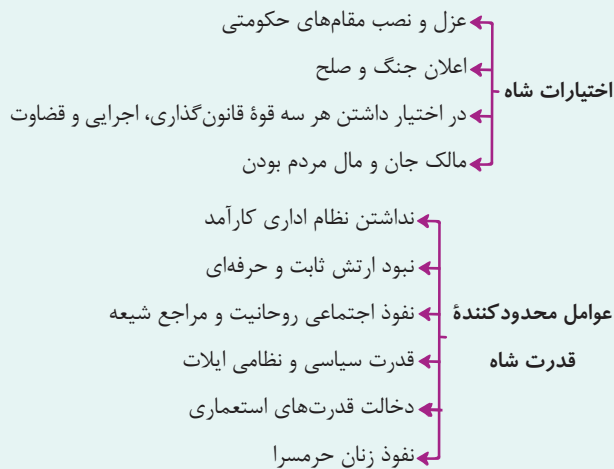 اختیارات شاه
عزل و نصب مقام‌های حکومتی
اعلان جنگ و صلح
در اختیار داشتن هر سه قوهٔ قانون‌گذاری، اجرایی و قضاوت
مالک جان و مال مردم بودن
عوامل محدودکنندهٔ
قدرت شاه
نداشتن نظام اداری کارآمد
نبود ارتش ثابت و حرفه‌ای
نفوذ اجتماعی روحانیت و مراجع شیعه
قدرت سیاسی و نظامی ایلات
دخالت قدرت‌های استعماری
نفوذ زنان حرمسرا